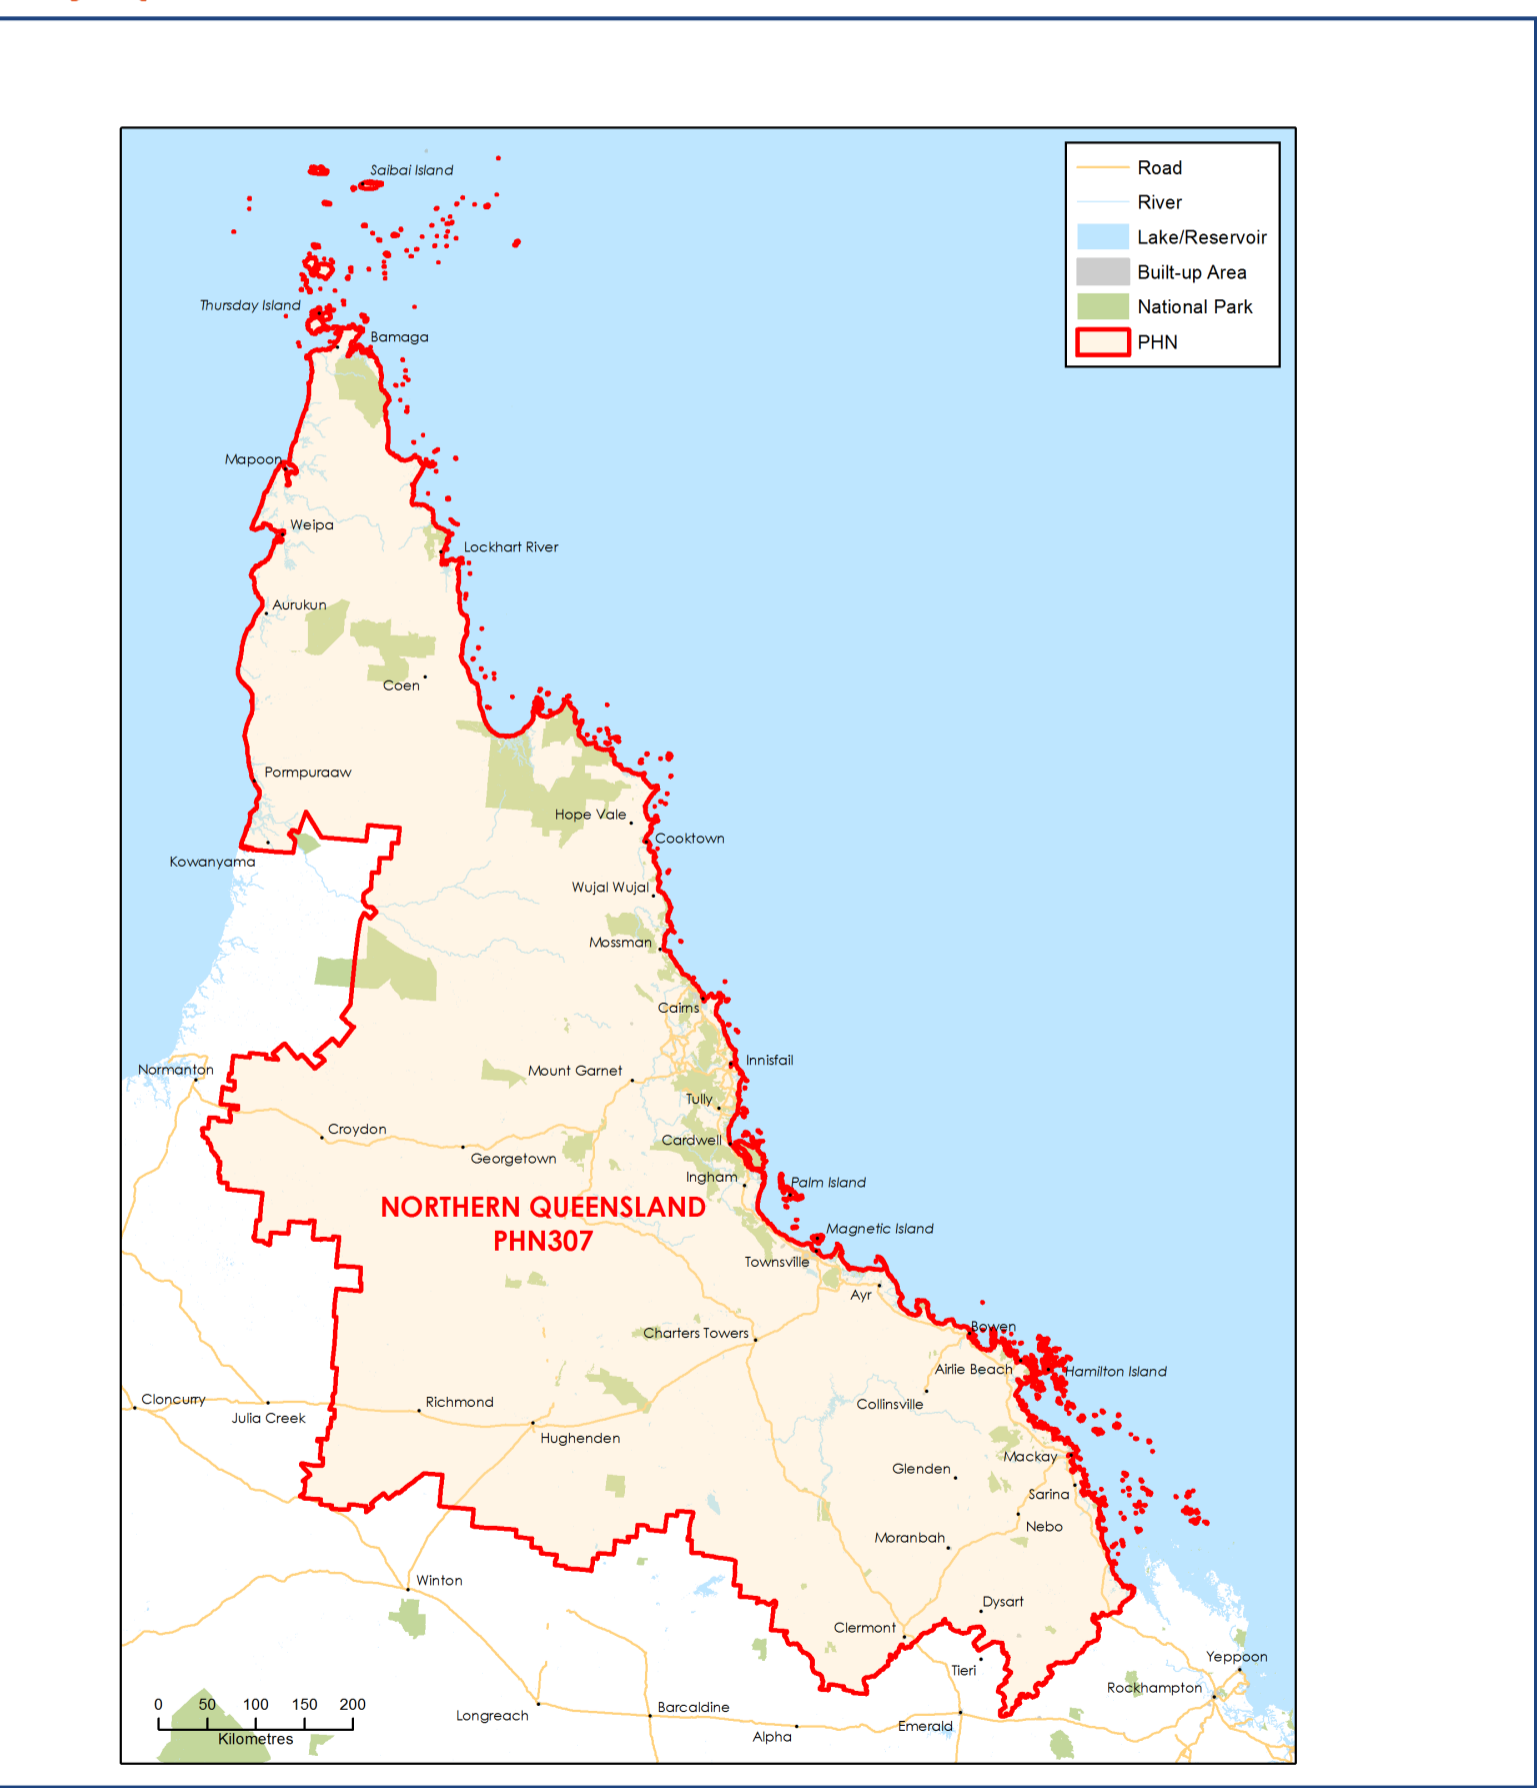 Saibai Island
Road
River
Lake/Reservoir
Built-up Area
National Park
PHN
Thursday Island
Bamaga
Mapoon
Weipa
Lockhart River
Aurukun
Coen
Pormpuraaw
Hope Vale
Cooktown
Kowanyama
Wujal Wujal
Mossman
Cairns
Innisfail
Normanton
Mount Garnet
Tully
Croydon
Cardwell
Georgetown
Ingham
Palm Island
NORTHERN QUEENSLAND
PHN307
Magnetic Island
Townsville
Ayr
Bowen
Charters Towers
Airlie Beach
Hamilton Island
Cloncurry
Julia Creek
Richmond
Collinsville
Hughenden
Mackay
Glenden
Sarina
Nebo
Moranbah
Winton
Dysart
Clermont
Tieri
Yeppoon
Rockhampton
0 50 100 150 200
Kilometres
Longreach
Barcaldine
Alpha
Emerald